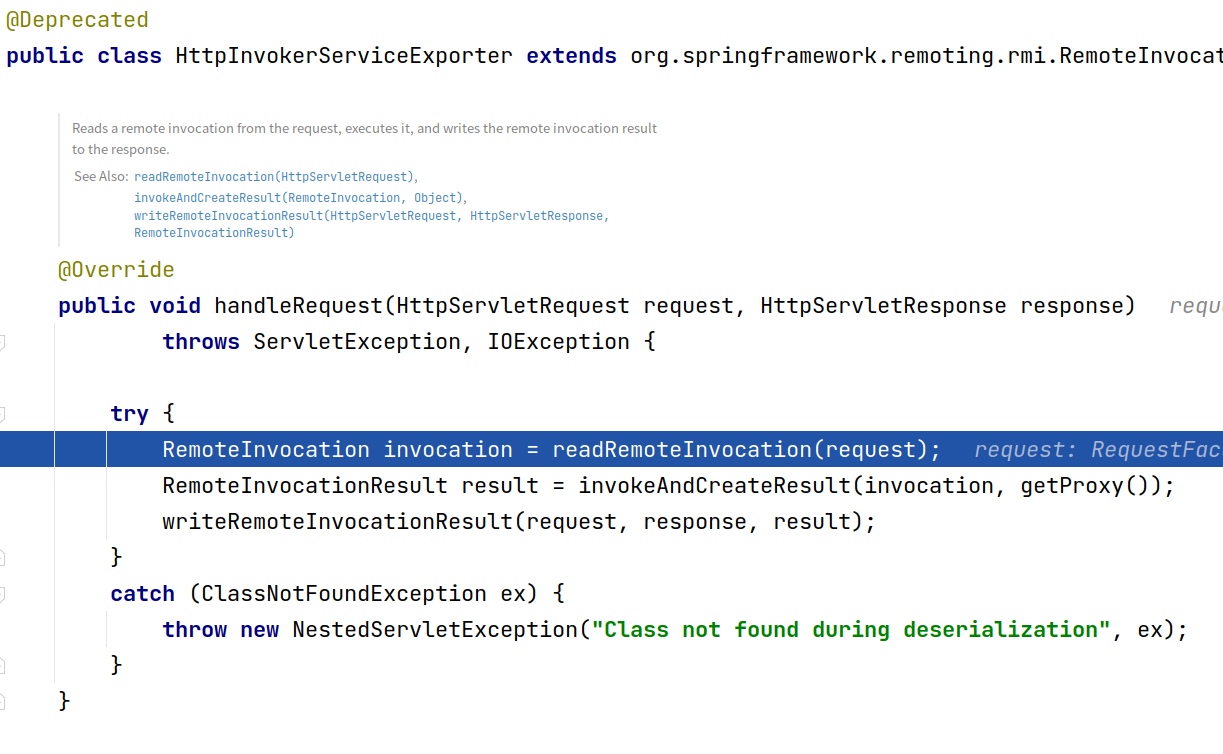 @Deprecated
public class HttpInvokerServiceExporter extends org.springframework.remoting.rmi.RemoteInvocat
Reads a remote invocation from the request, executes it, and writes the remote invocation result
to the response.
See Also: readRemoteInvocation(HttpServletRequest),
invokeAndCreateResult(RemoteInvocation, Object),
writeRemoteInvocationResult(HttpServletRequest, HttpServletResponse,
RemoteInvocationResult)
@Override
public void handleRequest(HttpServletRequest request, HttpServletResponse response) requ
throws ServletException, IOException {
try {
RemoteInvocation invocation = readRemoteInvocation(request); request: RequestFac
RemoteInvocationResult result = invokeAndCreateResult(invocation, getProxy());
writeRemoteInvocationResult(request, response, result);
}
catch (ClassNotFoundException ex) {
throw new NestedServletException("Class not found during deserialization", ex);
}
}